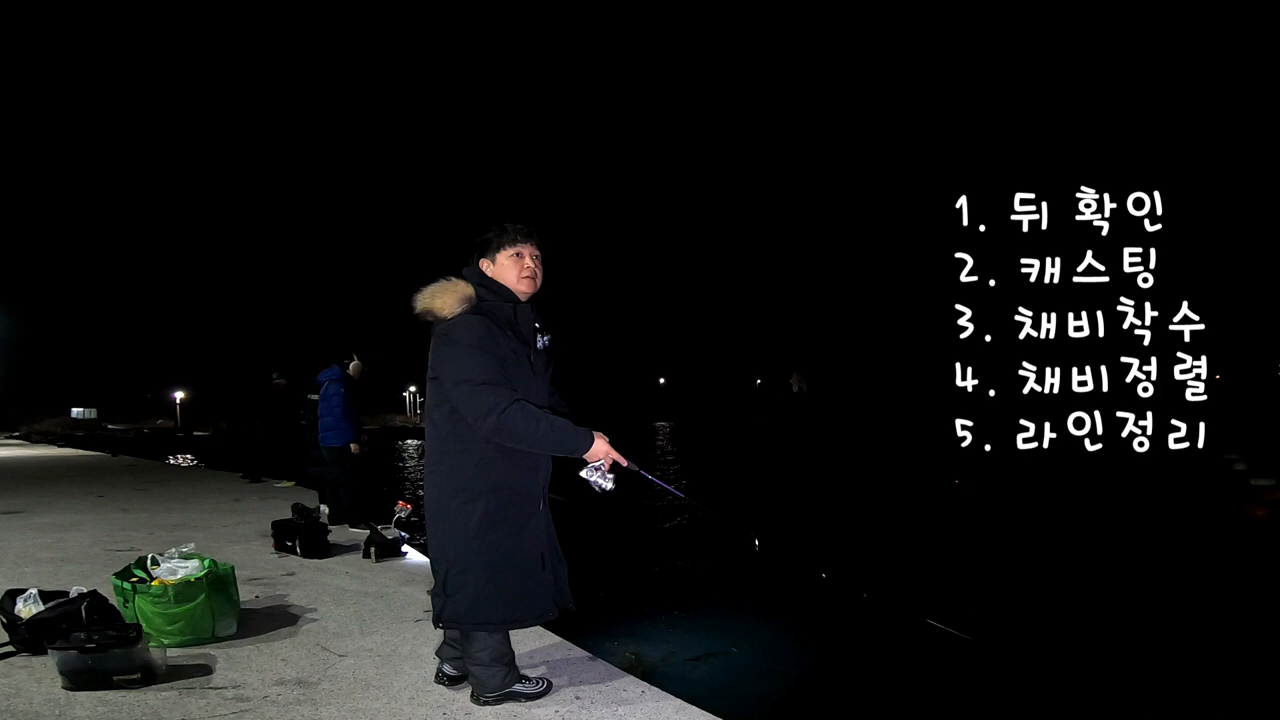 1. 뒤 확인
2. 캐스팅
3. 채비착수
4. 채비정렬
5. 라인정리